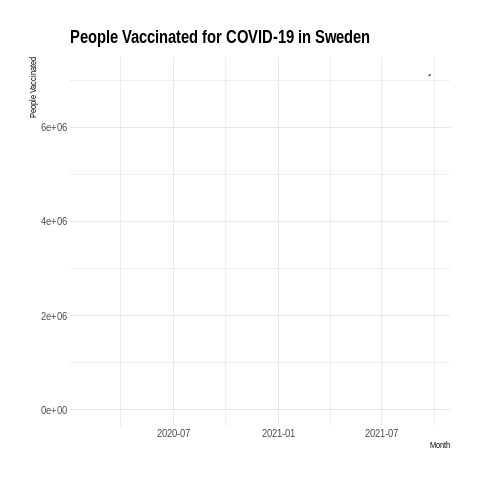 People Vaccinated for COVID-19 in Sweden
People Vaccinated
6e+06
4e+06
2e+06
0e+00
2020-07
2021-01
2021-07
Month